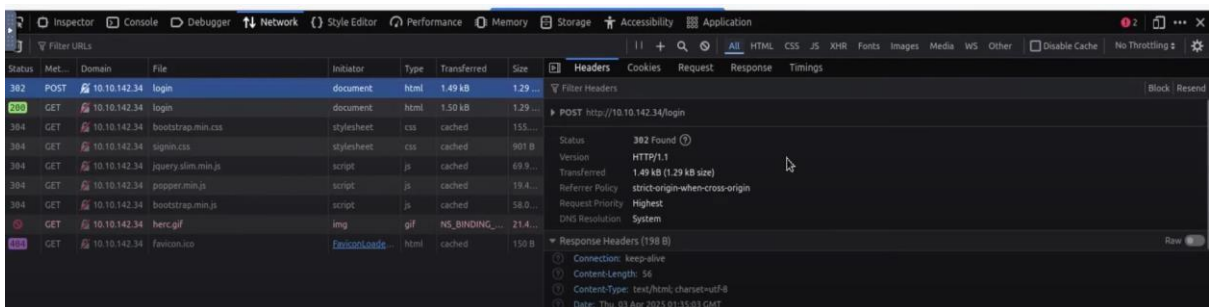 Inspector Console Debugger Network Style Editor Performance Memory Storage Accessibility Application 2
Filter URLs All HTML CSS JS XHR Fonts Images Media WS Other Disable Cache No Throttling
Status Met... Domain File Initiator Type Transferred Size Headers Cookies Request Response Timings
302 POST 10.10.142.34 login document html 1.49 kB 1.29 ... Filter Headers Block Resend
200 GET 10.10.142.34 login document html 1.50 kB 1.29 ... POST http://10.10.142.34/login
304 GET 10.10.142.34 bootstrap.min.css stylesheet css cached 155....
304 GET 10.10.142.34 signin.css stylesheet css cached 901 B Status 302 Found
304 GET 10.10.142.34 jquery.slim.min.js script js cached 69.9... Version HTTP/1.1
304 GET 10.10.142.34 popper.min.js script js cached 19.4... Transferred 1.49 kB (1.29 kB size)
304 GET 10.10.142.34 bootstrap.min.js script js cached 58.0... Referrer Policy strict-origin-when-cross-origin
Request Priority Highest
GET 10.10.142.34 herc.gif img gif NS_BINDING_... 21.4... DNS Resolution System
404 GET 10.10.142.34 favicon.ico FaviconLoade... html cached 150 B Response Headers (198 B) Raw
Connection: keep-alive
Content-Length: 56
Content-Type: text/html; charset=utf-8
Date: Thu, 03 Apr 2025 01:35:03 GMT